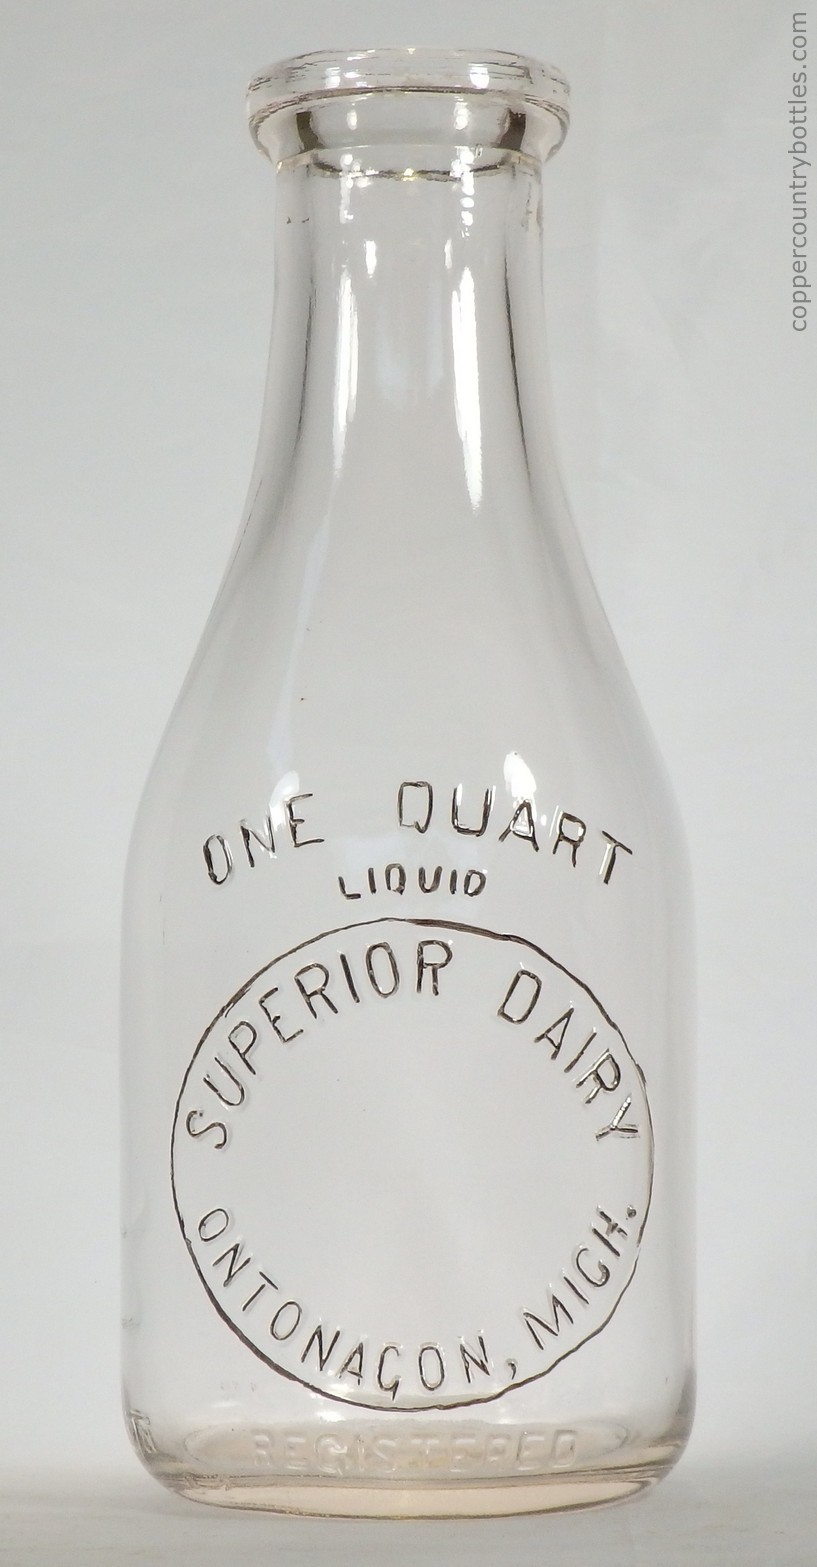 coppercountrybottles.com
ONE QUART
LIQUID
SUPERIOR DAIRY
ONTONAGON, MICH.
REGISTERED